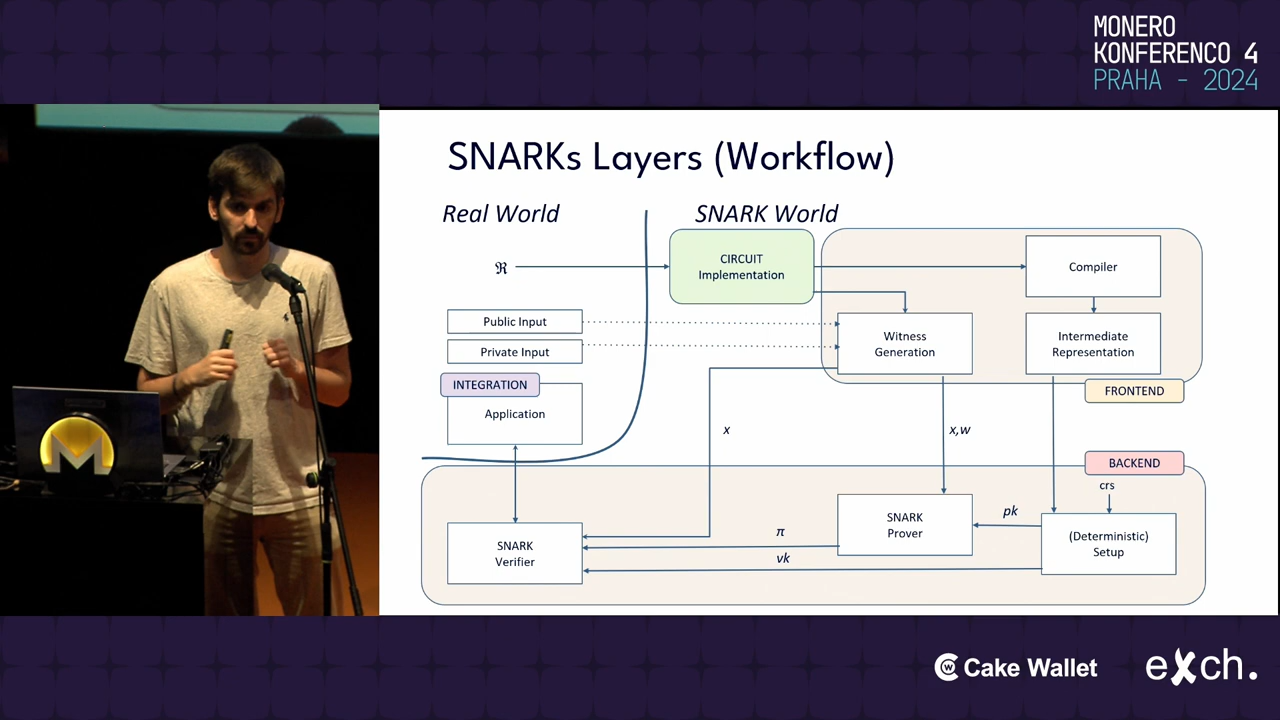 MONERO
KONFERENCO 4
PRAHA - 2024
SNARKs Layers (Workflow)
Real World
SNARK World
ℜ
CIRCUIT
Implementation
Compiler
Public Input
Private Input
Witness
Generation
Intermediate
Representation
INTEGRATION
Application
FRONTEND
x
x,w
BACKEND
crs
SNARK
Prover
pk
(Deterministic)
Setup
π
vk
SNARK
Verifier
Cake Wallet
exch.